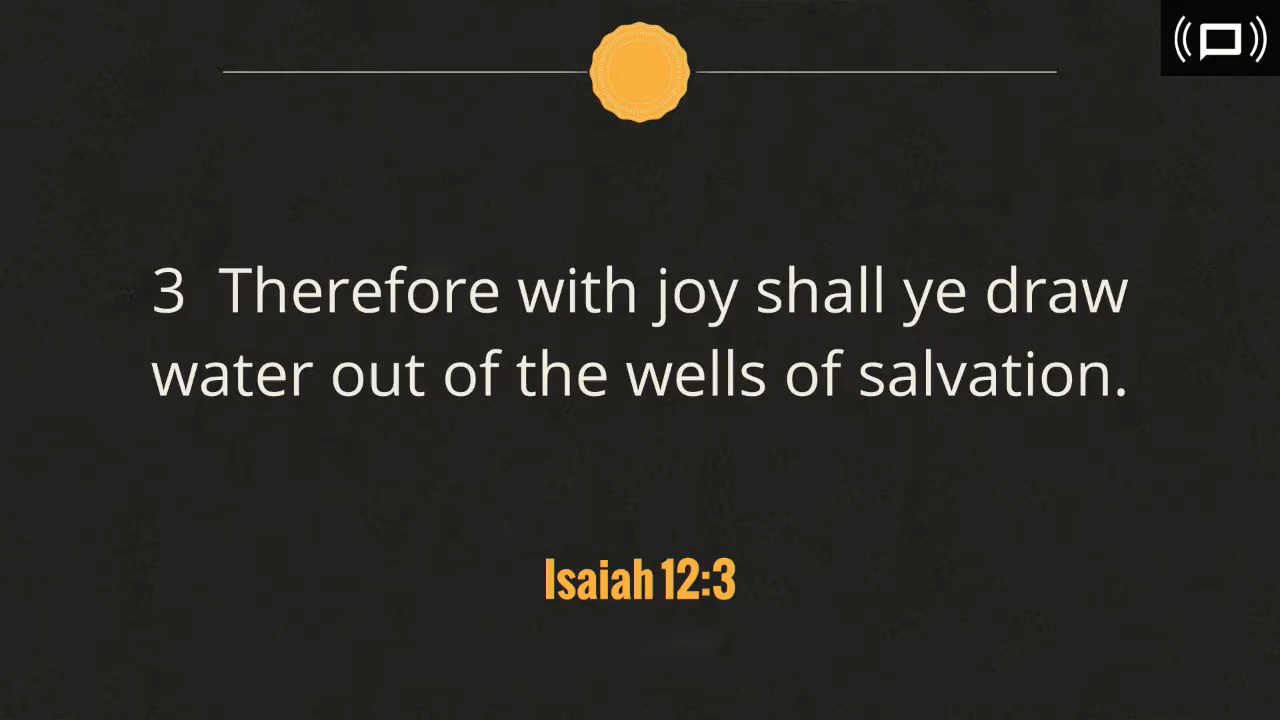 3 Therefore with joy shall ye draw
water out of the wells of salvation.
Isaiah 12:3